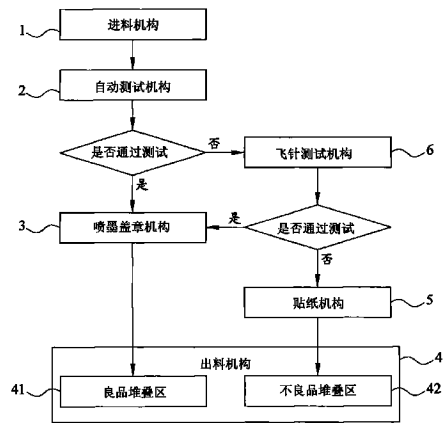 1
进料机构
2
自动测试机构
是否通过测试
否
飞针测试机构
6
是
3
喷墨盖章机构
是
是否通过测试
否
贴纸机构
5
出料机构
4
41
良品堆叠区
不良品堆叠区
42